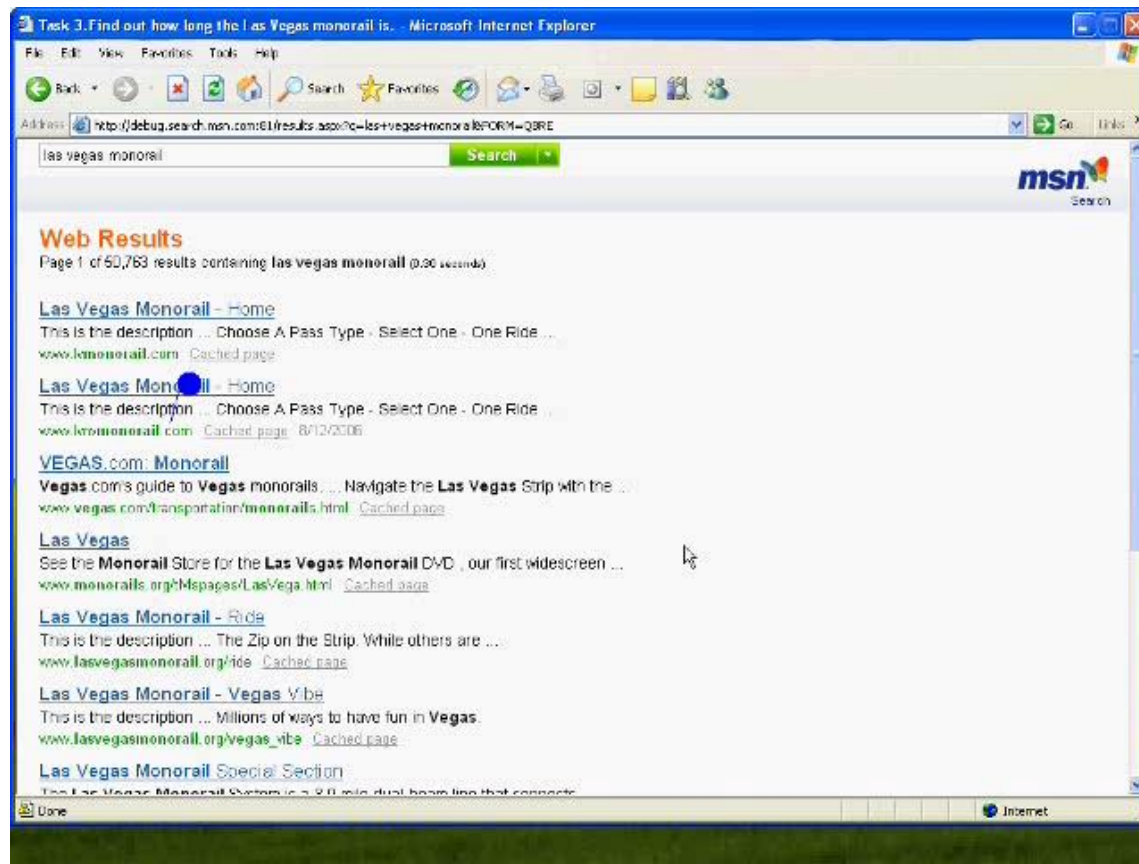 Task 3.Find out how long the Las Vegas monorail is. - Microsoft Internet Explorer
File Edit View Favorites Tools Help
Back Search Favorites
Address http://debug.search.msn.com:81/results.aspx?q=las+vegas+monorail&FORM=QBRE Go Links
las vegas monorail Search
msn
Search
Web Results
Page 1 of 50,763 results containing las vegas monorail (0.30 seconds)
Las Vegas Monorail - Home
This is the description ... Choose A Pass Type - Select One - One Ride ...
www.lvmonorail.com Cached page
Las Vegas - Home
This is the description ... Choose A Pass Type - Select One - One Ride ...
Cached page 8/12/2006
VEGAS.com: Monorail
Vegas.com's guide to Vegas monorails. ... Navigate the Las Vegas Strip with the ...
www.vegas.com/transportation/monorails.html Cached page
Las Vegas
See the Monorail Store for the Las Vegas Monorail DVD , our first widescreen ...
www.monorails.org/tMspages/LasVega.html Cached page
Las Vegas Monorail - Ride
This is the description ... The Zip on the Strip. While others are ...
www.lasvegasmonorail.org/ride Cached page
Las Vegas Monorail - Vegas Vibe
This is the description ... Millions of ways to have fun in Vegas.
www.lasvegasmonorail.org/vegas_vibe Cached page
Las Vegas Monorail Special Section
Done Internet